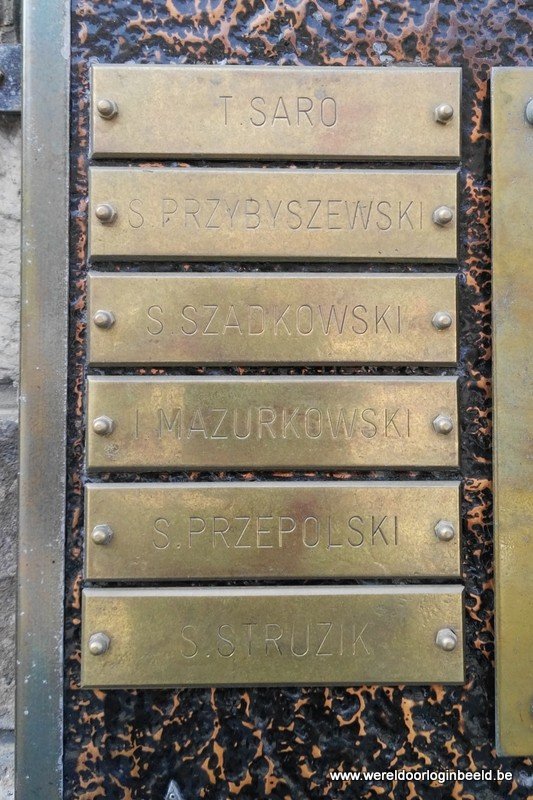 T. SARO
S. PRZYBYSZEWSKI
S. SZADKOWSKI
I. MAZURKOWSKI
S. PRZEPOLSKI
S. STRUZIK
www.wereldoorloginbeeld.be